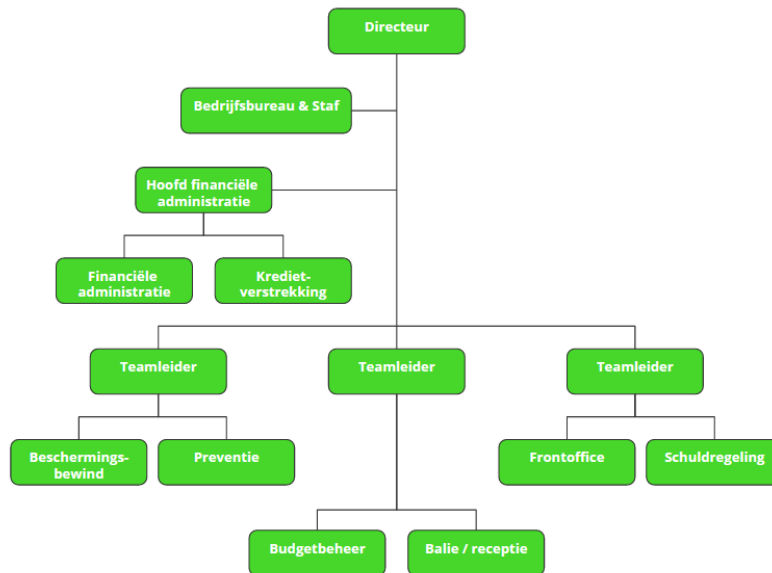 Directeur
Bedrijfsbureau & Staf
Hoofd financiële
administratie
Financiële
administratie
Krediet-
verstrekking
Teamleider
Teamleider
Teamleider
Beschermings-
bewind
Preventie
Frontoffice
Schuldregeling
Budgetbeheer
Balie / receptie